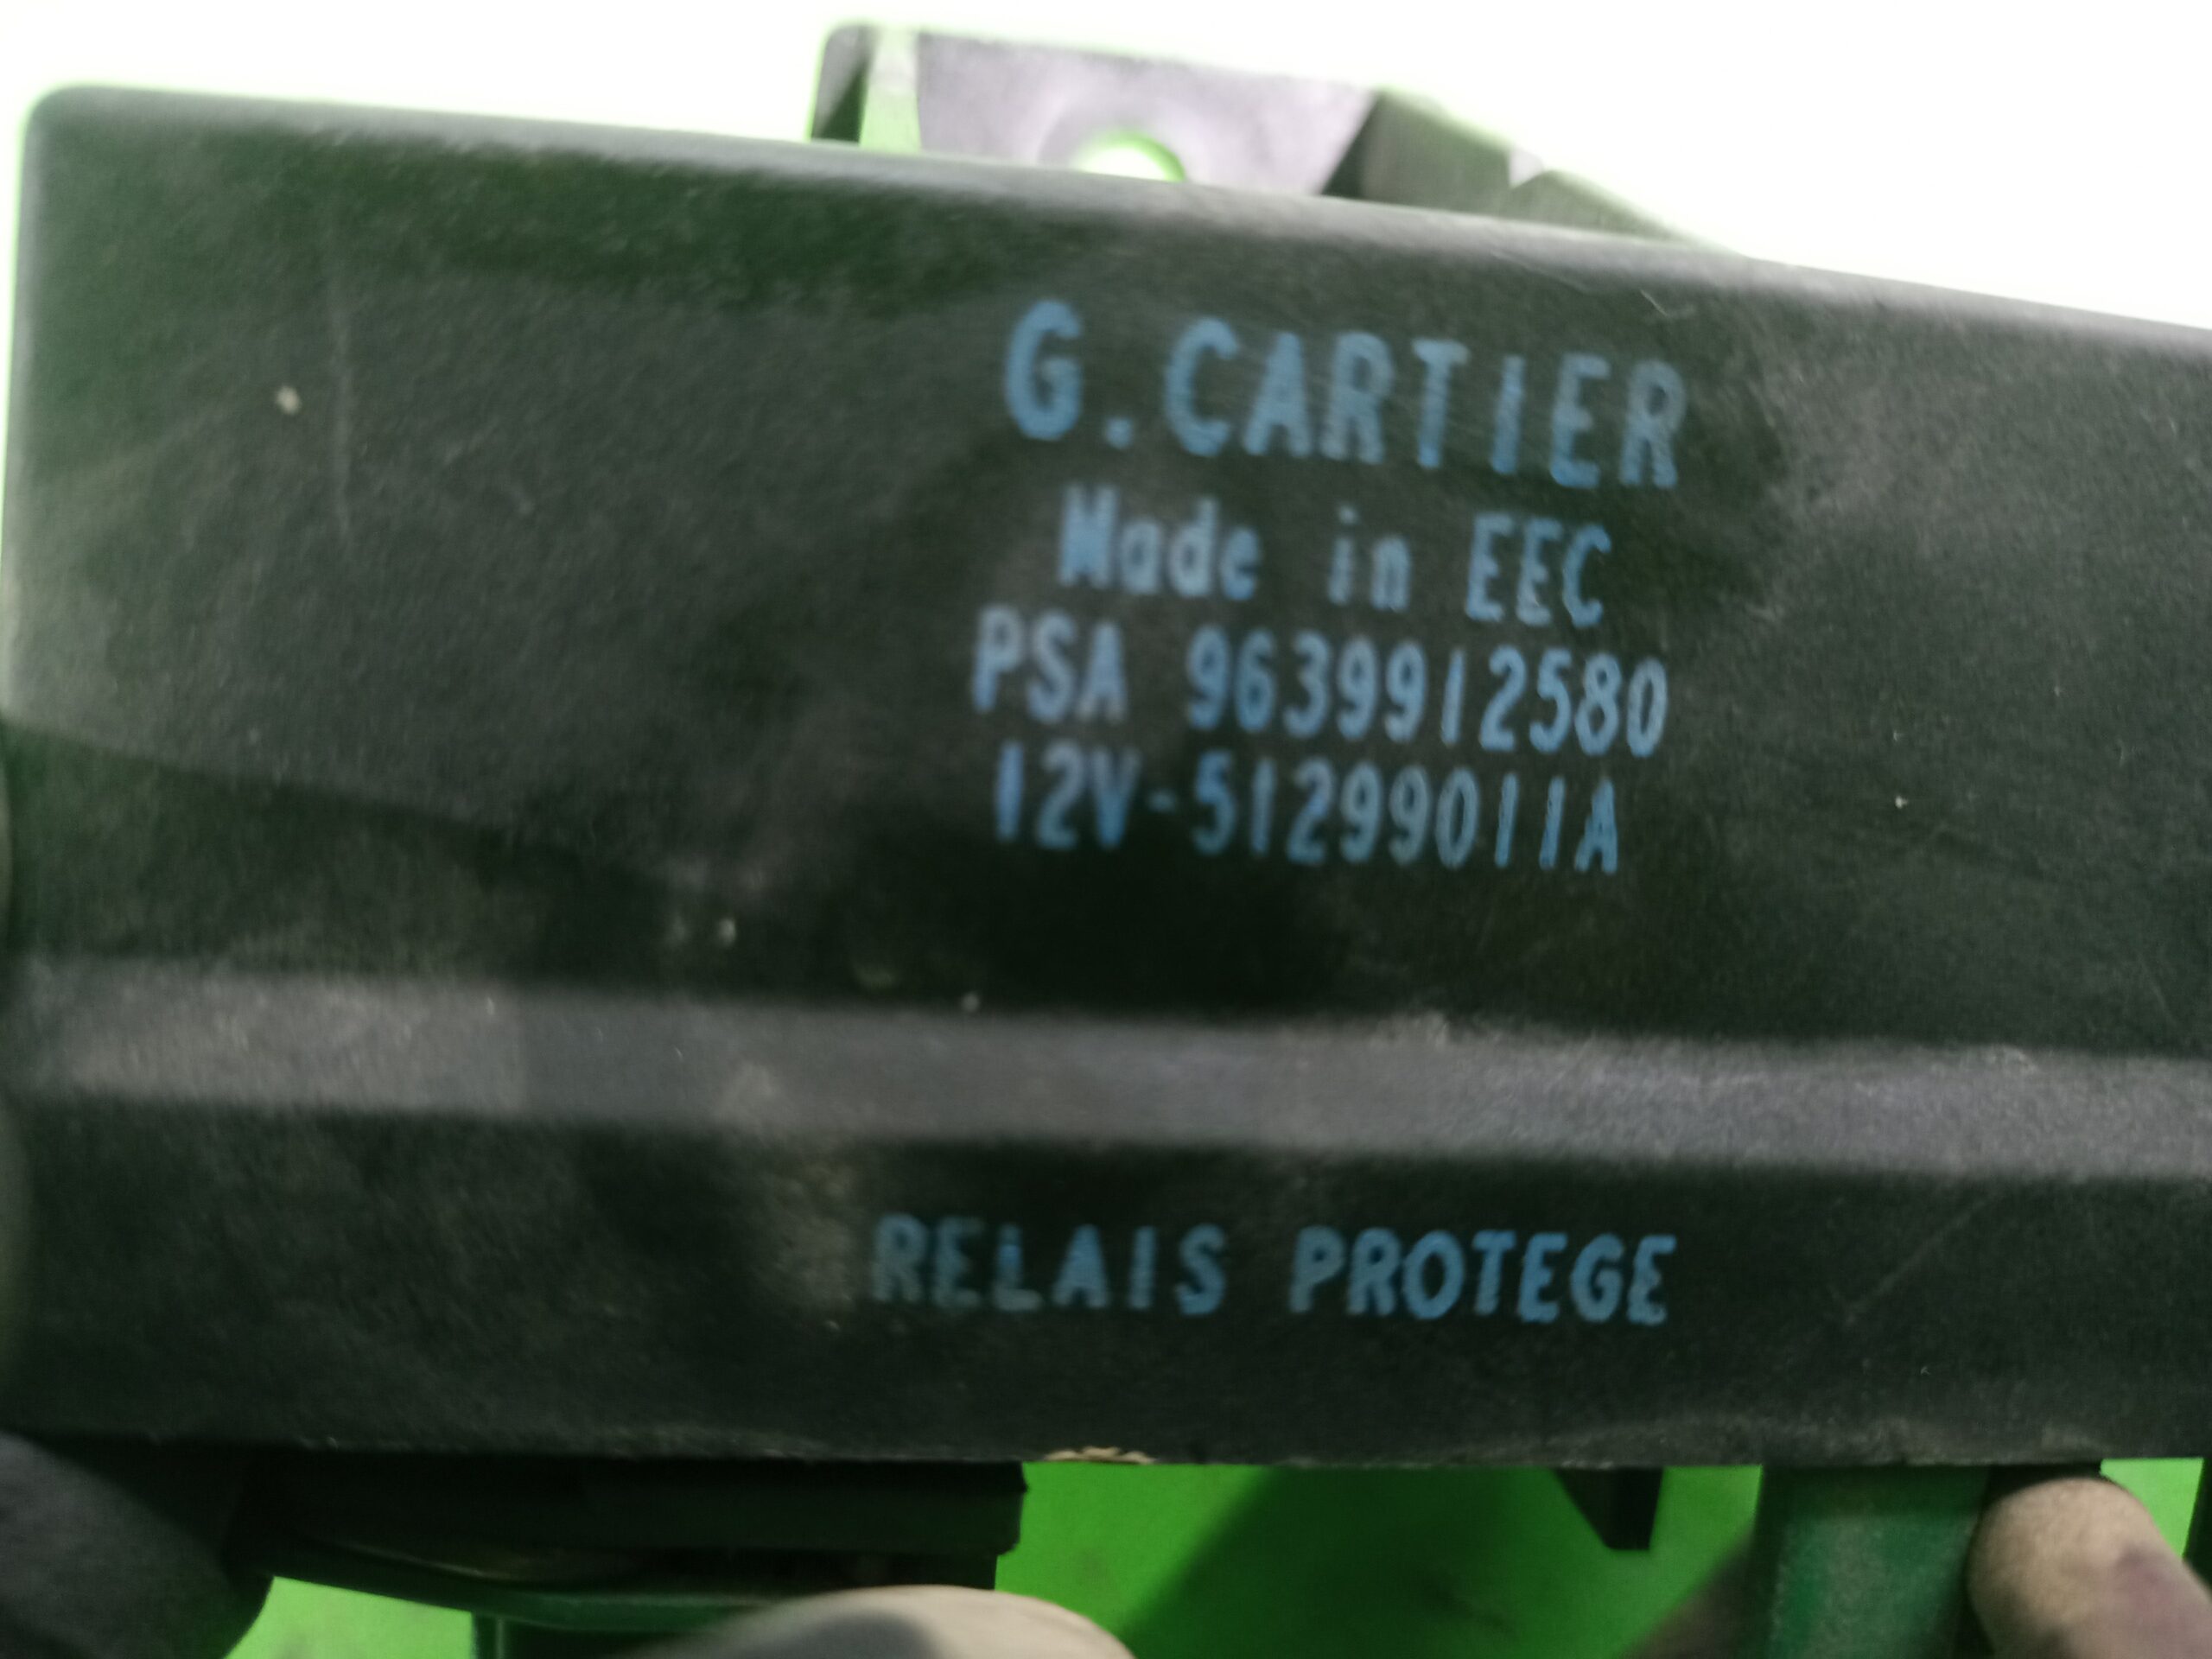 G.CARTIER
Made in EEC
PSA 9639912580
12V-51299011A
RELAIS PROTEGE